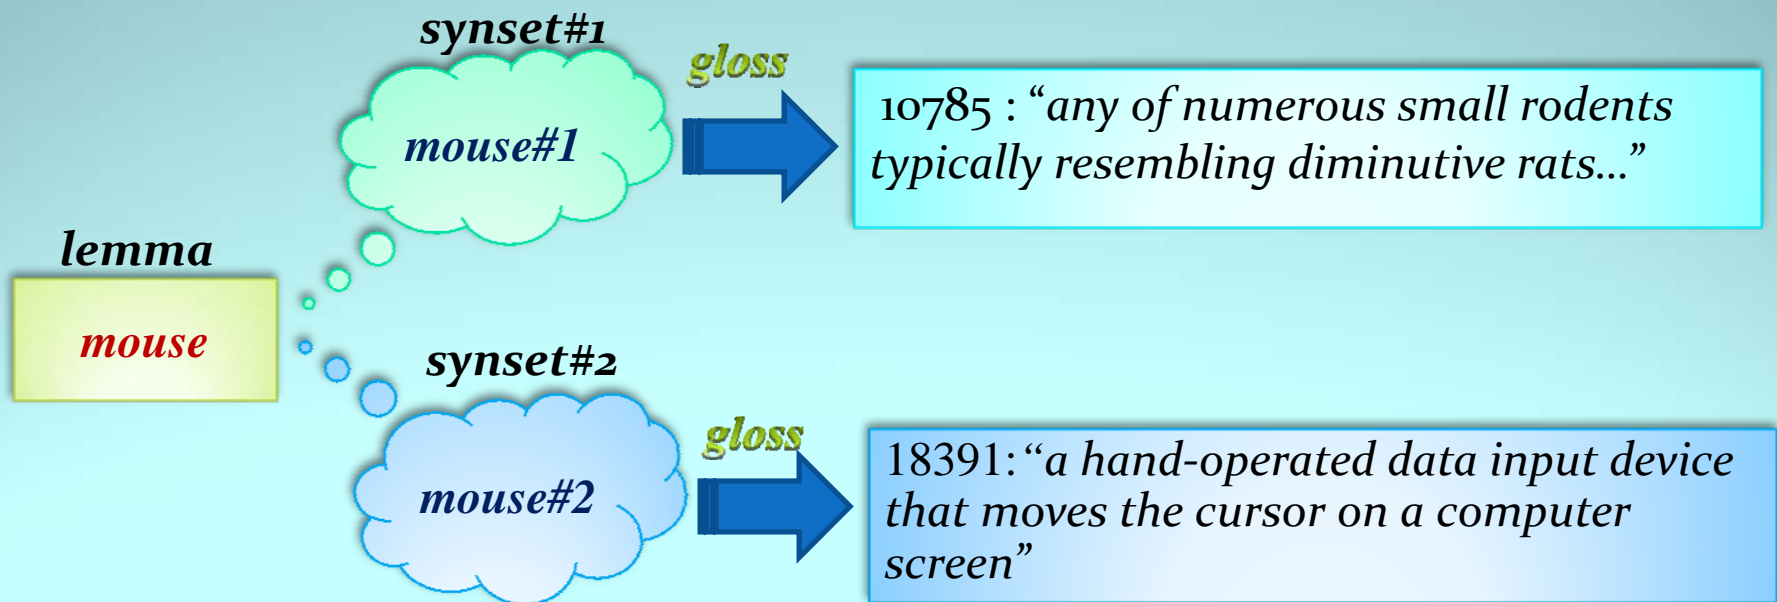 synset#1
gloss
mouse#1
10785 : “any of numerous small rodents
typically resembling diminutive rats...”
lemma
mouse
synset#2
gloss
mouse#2
18391: “a hand-operated data input device
that moves the cursor on a computer
screen”